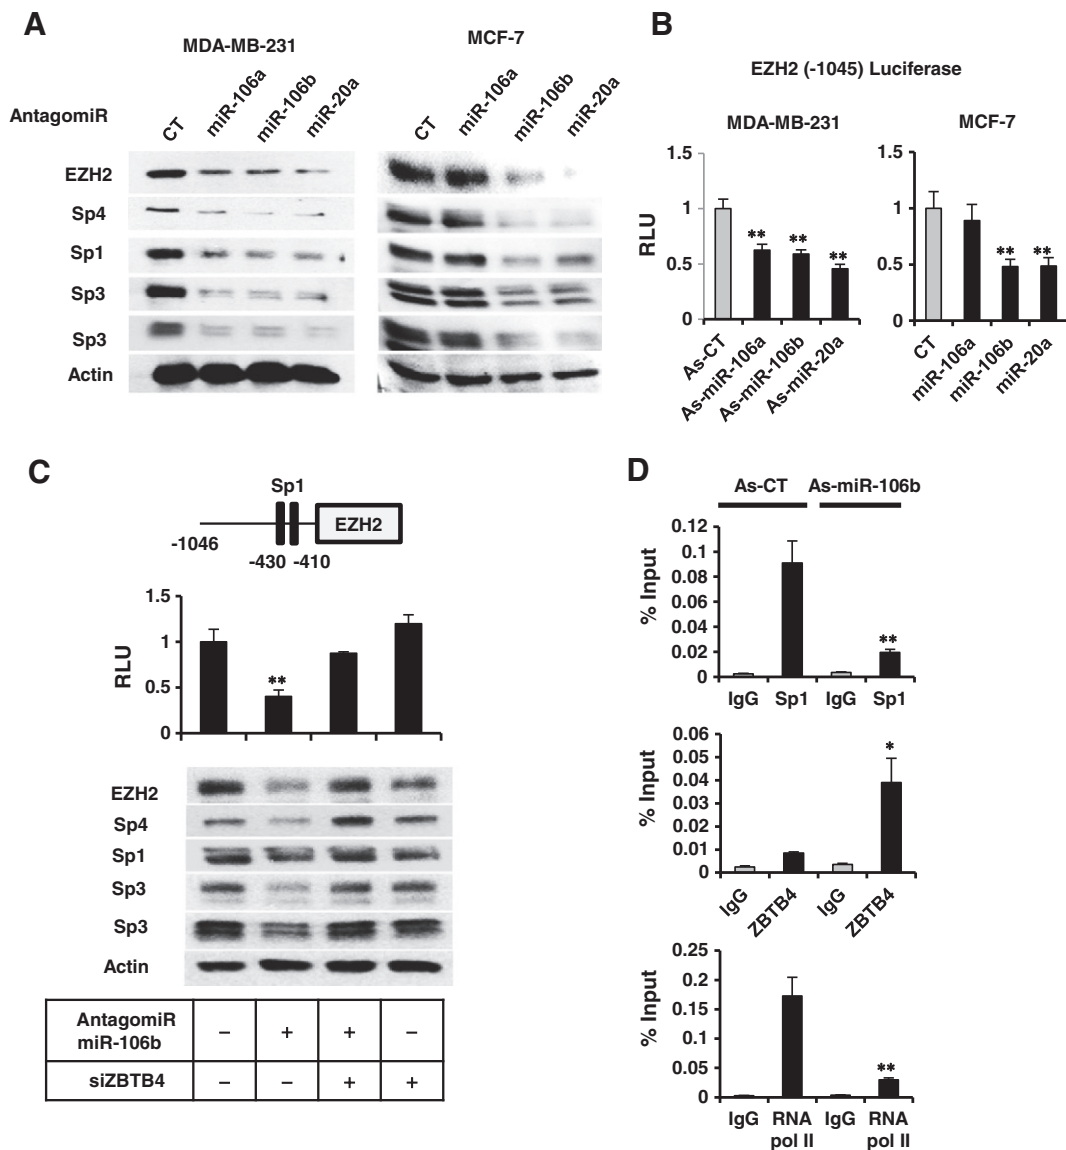 A
MDA-MB-231
MCF-7
AntagomiR
CT
miR-106a
miR-106b
miR-20a
CT
miR-106a
miR-106b
miR-20a
EZH2
Sp4
Sp1
Sp3
Sp3
Actin
B
EZH2 (-1045) Luciferase
MDA-MB-231
MCF-7
RLU
1.5
1
0.5
0
As-CT
As-miR-106a
As-miR-106b
As-miR-20a
**
**
**
1.5
1
0.5
0
CT
miR-106a
miR-106b
miR-20a
**
**
C
Sp1
EZH2
-1046
-430 -410
RLU
1.5
1
0.5
0
**
EZH2
Sp4
Sp1
Sp3
Sp3
Actin
AntagomiR
miR-106b
– + + –
siZBTB4 – – + +
D
As-CT As-miR-106b
% Input
0.12
0.1
0.08
0.06
0.04
0.02
0
**
IgG Sp1 IgG Sp1
% Input
0.06
0.05
0.04
0.03
0.02
0.01
0
*
IgG ZBTB4 IgG ZBTB4
% Input
0.25
0.2
0.15
0.1
0.05
0
**
IgG RNA IgG RNA
pol II pol II